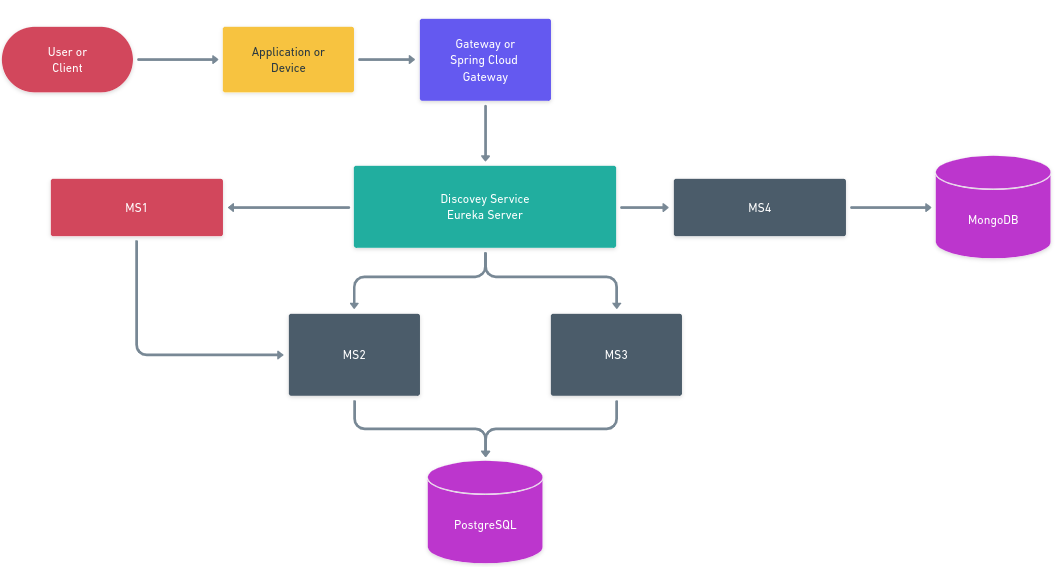 User or
Client
Application or
Device
Gateway or
Spring Cloud
Gateway
MS1
Discovey Service
Eureka Server
MS4
MongoDB
MS2
MS3
PostgreSQL